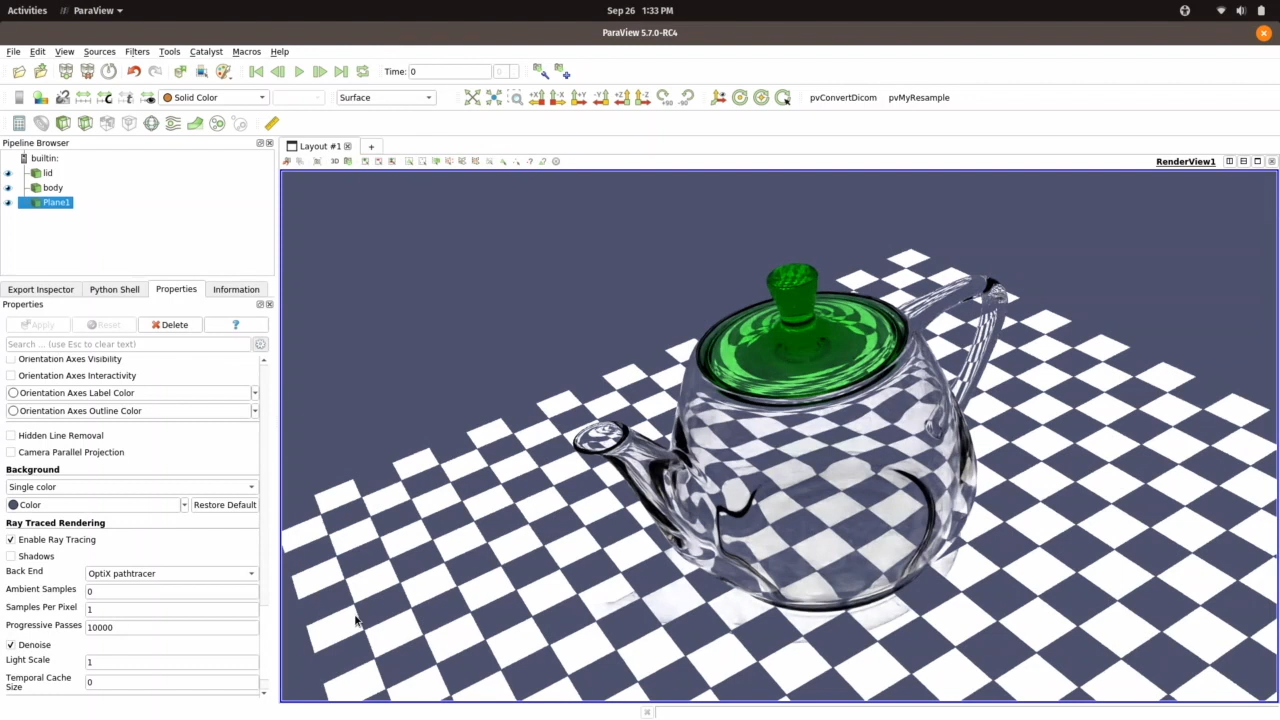 Activities ParaView Sep 26 1:33 PM
ParaView 5.7.0-RC4
File Edit View Sources Filters Tools Catalyst Macros Help
Time: 0 0
Solid Color Surface +X -X +Y -Y +Z -Z +90 -90 pvConvertDicom pvMyResample
Pipeline Browser
Layout #1 +
builtin:
3D RenderView1
lid
body
Plane1
Export Inspector Python Shell Properties Information
Properties
Apply Reset Delete ?
Search ... (use Esc to clear text)
Orientation Axes Visibility
Orientation Axes Interactivity
Orientation Axes Label Color
Orientation Axes Outline Color
Hidden Line Removal
Camera Parallel Projection
Background
Single color
Color Restore Default
Ray Traced Rendering
Enable Ray Tracing
Shadows
Back End OptiX pathtracer
Ambient Samples 0
Samples Per Pixel 1
Progressive Passes 10000
Denoise
Light Scale 1
Temporal Cache Size 0